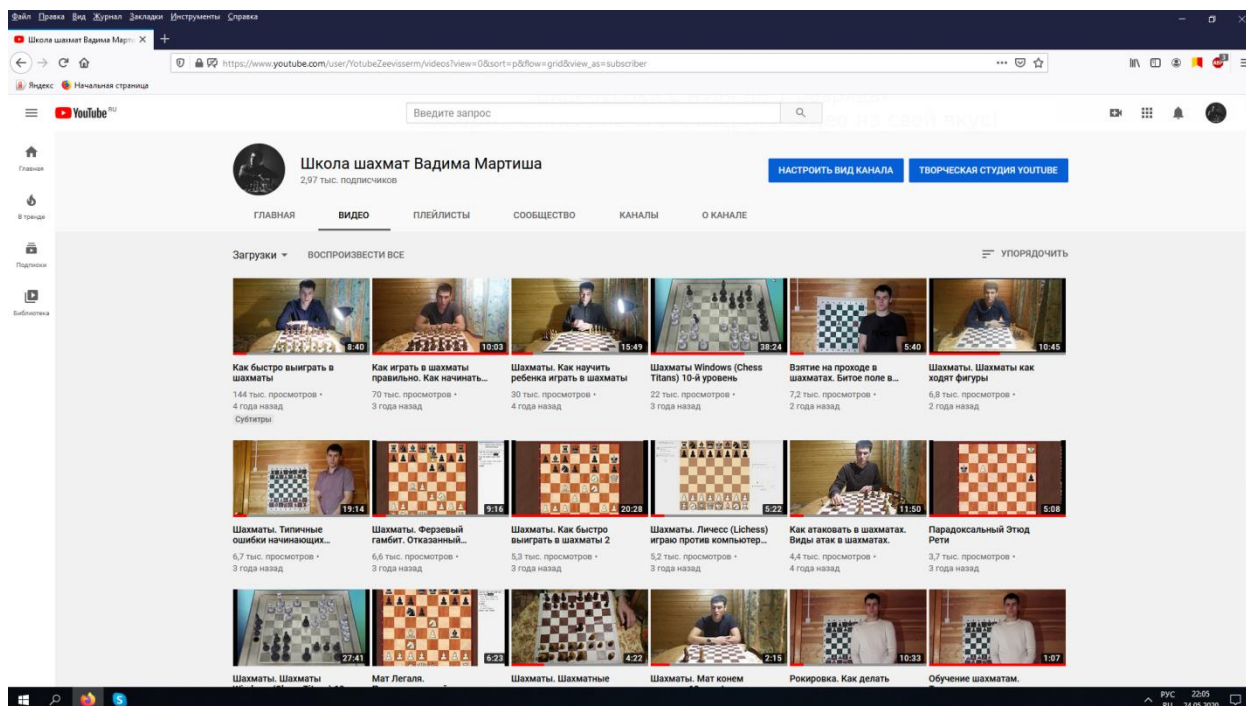 Файл Правка Вид Журнал Закладки Инструменты Справка
Школа шахмат Вадима Март
https://www.youtube.com/user/YotubeZeevisserm/videos?view=0&sort=p&flow=grid&view_as=subscriber
Яндекс Начальная страница
YouTube RU
Введите запрос
Главная
В тренде
Подписки
Библиотека
Школа шахмат Вадима Мартиша
2,97 тыс. подписчиков
НАСТРОИТЬ ВИД КАНАЛА
ТВОРЧЕСКАЯ СТУДИЯ YOUTUBE
ГЛАВНАЯ ВИДЕО ПЛЕЙЛИСТЫ СООБЩЕСТВО КАНАЛЫ О КАНАЛЕ
Загрузки ВОСПРОИЗВЕСТИ ВСЕ
УПОРЯДОЧИТЬ
8:40
Как быстро выиграть в
шахматы
144 тыс. просмотров •
4 года назад
Субтитры
10:03
Как играть в шахматы
правильно. Как начинать...
70 тыс. просмотров •
3 года назад
15:49
Шахматы. Как научить
ребенка играть в шахматы
30 тыс. просмотров •
4 года назад
38:24
Шахматы Windows (Chess
Titans) 10-й уровень
22 тыс. просмотров •
3 года назад
5:40
Взятие на проходе в
шахматах. Битое поле в...
7,2 тыс. просмотров •
2 года назад
10:45
Шахматы. Шахматы как
ходят фигуры
6,8 тыс. просмотров •
2 года назад
19:14
Шахматы. Типичные
ошибки начинающих...
6,7 тыс. просмотров •
3 года назад
9:16
Шахматы. Ферзевый
гамбит. Отказанный...
6,6 тыс. просмотров •
3 года назад
20:28
Шахматы. Как быстро
выиграть в шахматы 2
5,3 тыс. просмотров •
3 года назад
5:22
Шахматы. Личесс (Lichess)
играю против компьютер...
5,2 тыс. просмотров •
3 года назад
11:50
Как атаковать в шахматах.
Виды атак в шахматах.
4,4 тыс. просмотров •
4 года назад
5:08
Парадоксальный Этюд
Рети
3,7 тыс. просмотров •
3 года назад
27:41
Шахматы. Шахматы
6:23
Мат Легаля.
4:22
Шахматы. Шахматные
2:15
Шахматы. Мат конем
10:33
Рокировка. Как делать
1:07
Обучение шахматам.
РУС
22:05
RU
24.05.2020